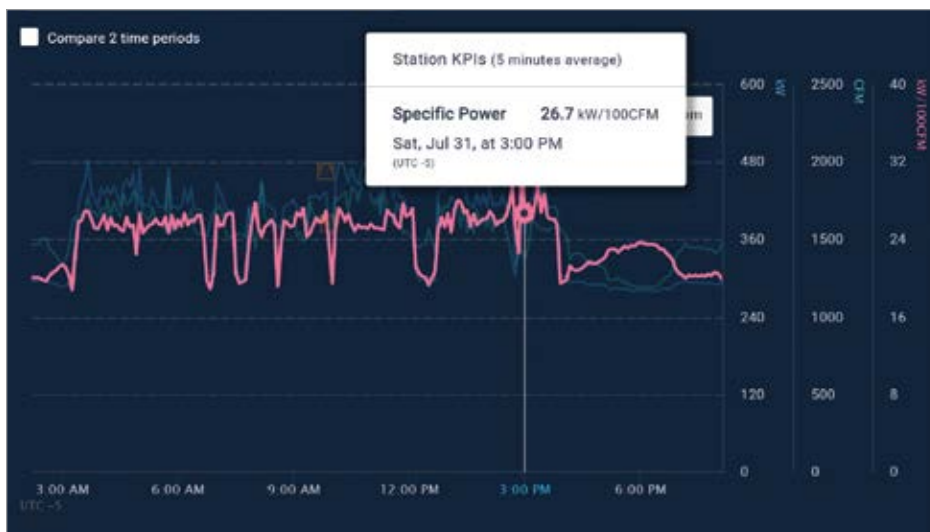 Compare 2 time periods
Station KPIs (5 minutes average)
Specific Power 26.7 kW/100CFM
Sat, Jul 31, at 3:00 PM
(UTC -5)
600 kW 2500 CFM 40 kW/100CFM
480 2000 32
360 1500 24
240 1000 16
120 500 8
0 0 0
3:00 AM 6:00 AM 9:00 AM 12:00 PM 3:00 PM 6:00 PM
UTC -5